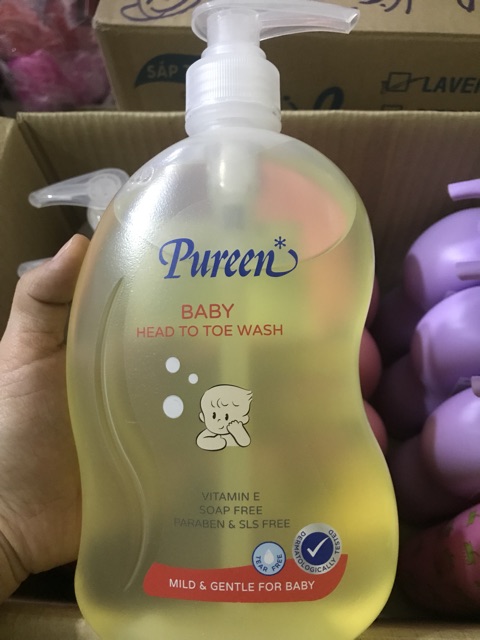 SÁP
LAVEN
Pureen*
BABY
HEAD TO TOE WASH
VITAMIN E
SOAP FREE
PARABEN & SLS FREE
TEAR FREE
DERMATOLOGICALLY TESTED
MILD & GENTLE FOR BABY